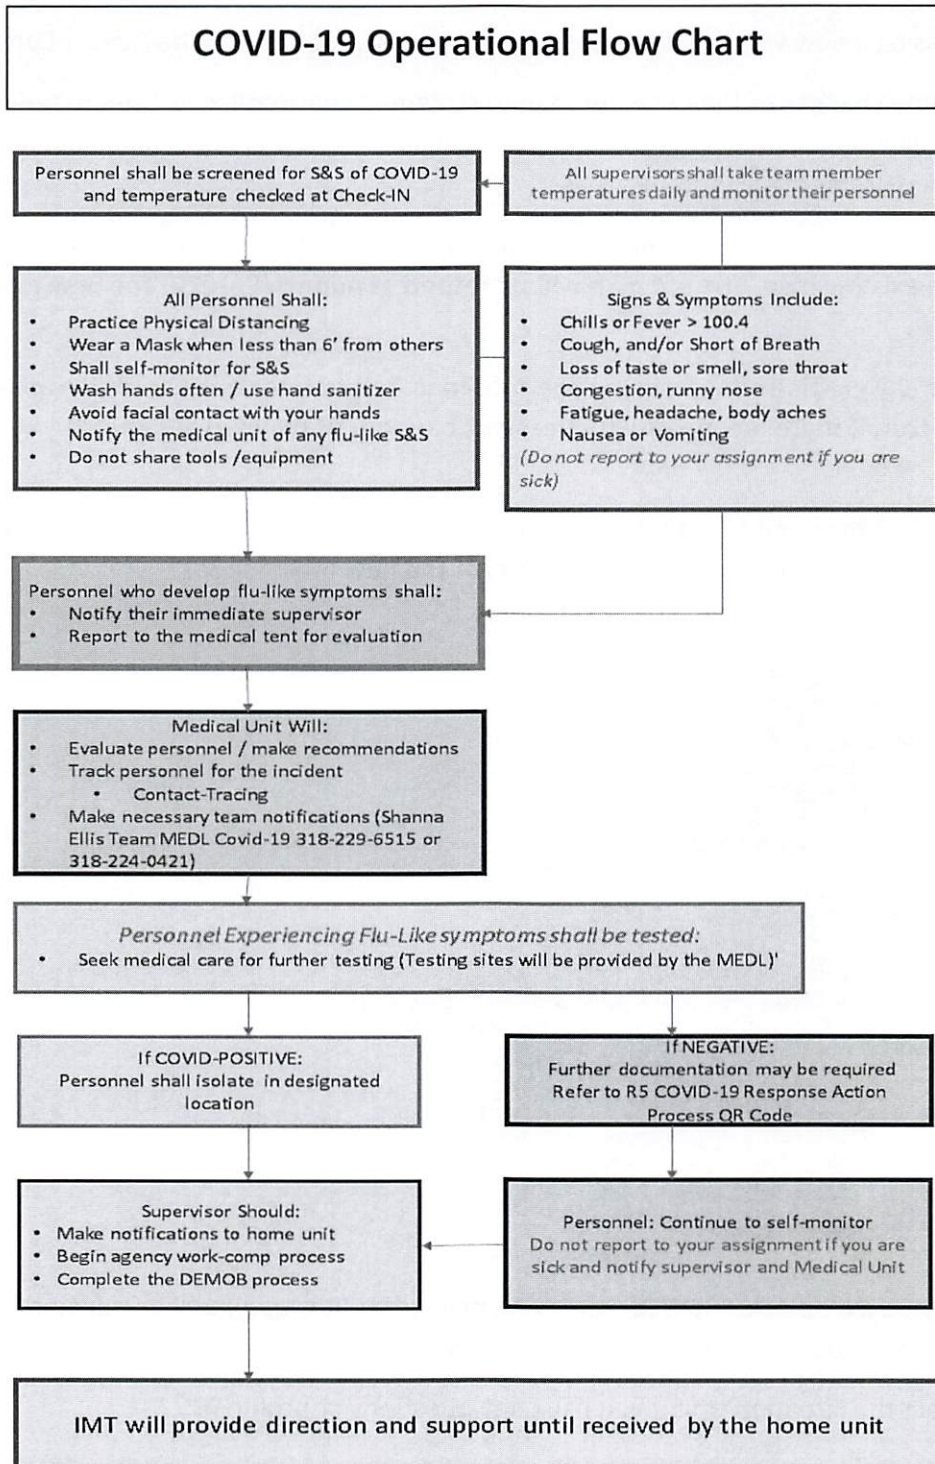 COVID-19 Operational Flow Chart
Personnel shall be screened for S&S of COVID-19
and temperature checked at Check-IN
All supervisors shall take team member
temperatures daily and monitor their personnel
All Personnel Shall:
• Practice Physical Distancing
• Wear a Mask when less than 6' from others
• Shall self-monitor for S&S
• Wash hands often / use hand sanitizer
• Avoid facial contact with your hands
• Notify the medical unit of any flu-like S&S
• Do not share tools /equipment
Signs & Symptoms Include:
• Chills or Fever > 100.4
• Cough, and/or Short of Breath
• Loss of taste or smell, sore throat
• Congestion, runny nose
• Fatigue, headache, body aches
• Nausea or Vomiting
(Do not report to your assignment if you are
sick)
Personnel who develop flu-like symptoms shall:
• Notify their immediate supervisor
• Report to the medical tent for evaluation
Medical Unit Will:
• Evaluate personnel / make recommendations
• Track personnel for the incident
• Contact-Tracing
• Make necessary team notifications (Shanna
Ellis Team MEDL Covid-19 318-229-6515 or
318-224-0421)
Personnel Experiencing Flu-Like symptoms shall be tested:
• Seek medical care for further testing (Testing sites will be provided by the MEDL)'
If COVID-POSITIVE:
Personnel shall isolate in designated
location
If NEGATIVE:
Further documentation may be required
Refer to R5 COVID-19 Response Action
Process QR Code
Supervisor Should:
• Make notifications to home unit
• Begin agency work-comp process
• Complete the DEMOB process
Personnel: Continue to self-monitor
Do not report to your assignment if you are
sick and notify supervisor and Medical Unit
IMT will provide direction and support until received by the home unit